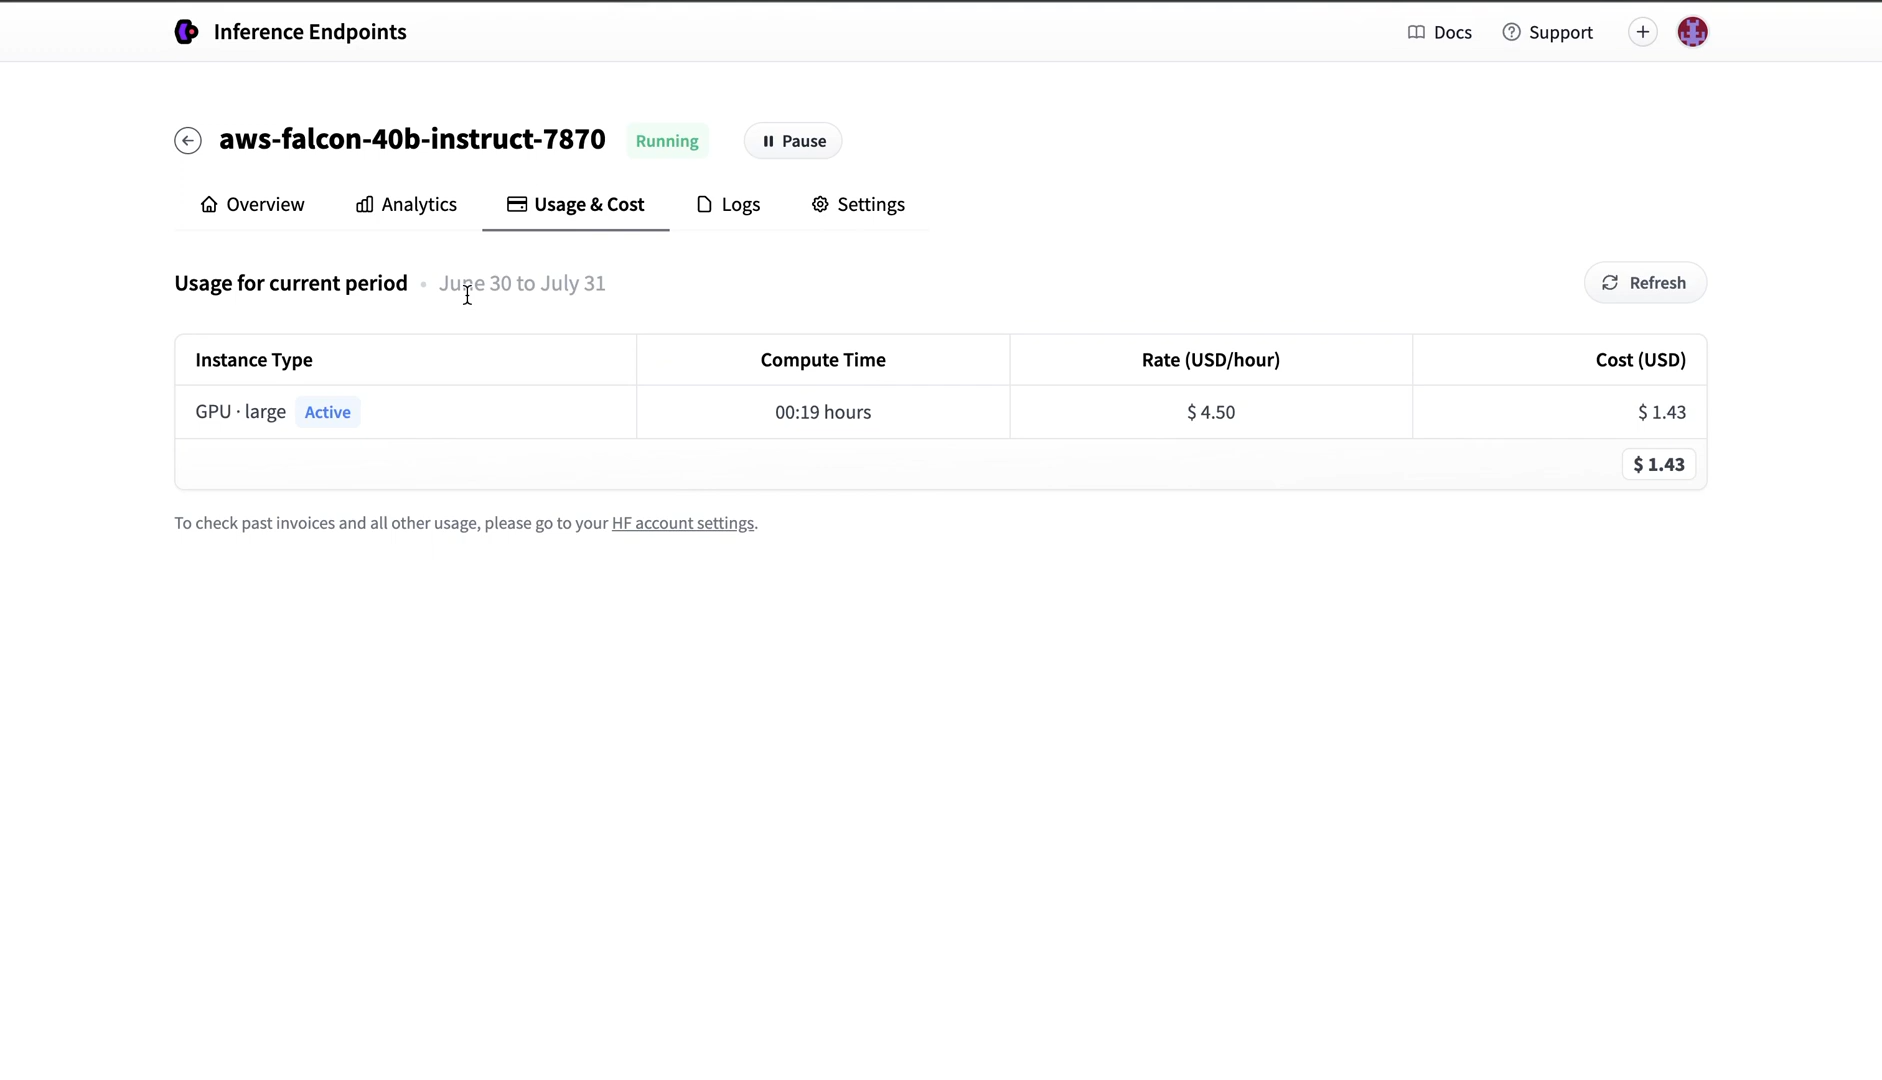 Inference Endpoints
Docs
Support
aws-falcon-40b-instruct-7870
Running
Pause
Overview
Analytics
Usage & Cost
Logs
Settings
Usage for current period • June 30 to July 31
Refresh
Instance Type
Compute Time
Rate (USD/hour)
Cost (USD)
GPU · large
Active
00:19 hours
$ 4.50
$ 1.43
$ 1.43
To check past invoices and all other usage, please go to your HF account settings.